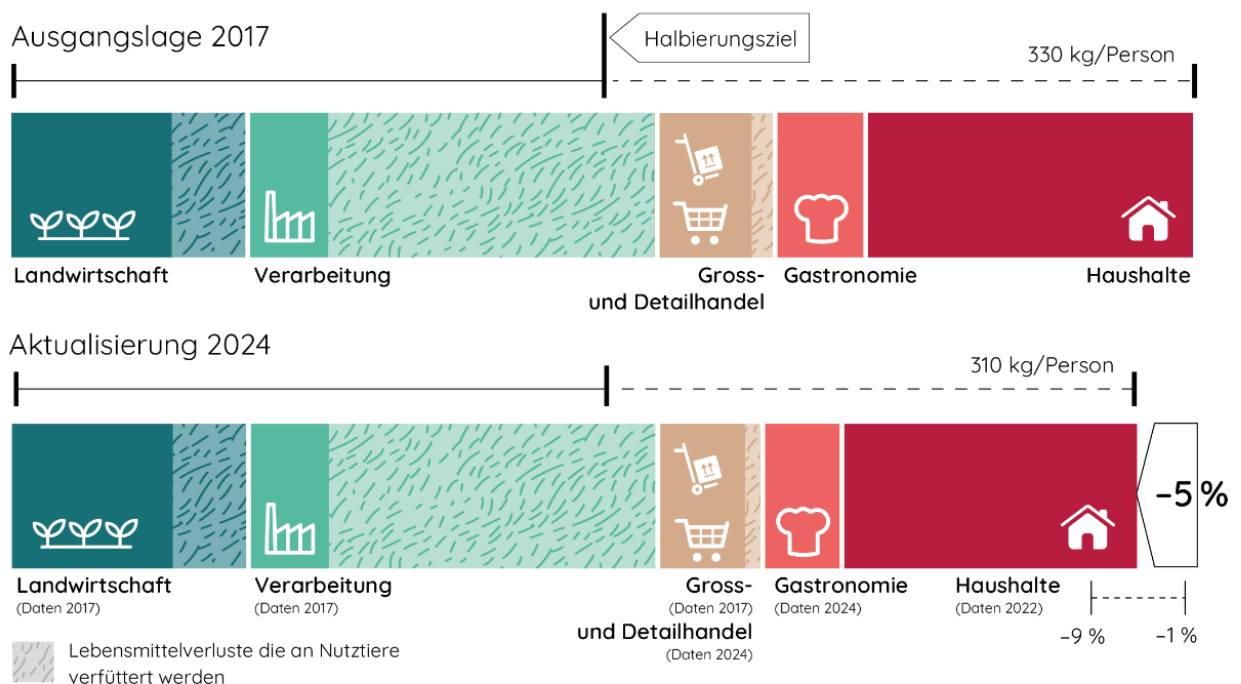 Ausgangslage 2017
Halbierungsziel
330 kg/Person
Landwirtschaft
Verarbeitung
Gross-
und Detailhandel
Gastronomie
Haushalte
Aktualisierung 2024
310 kg/Person
-5 %
Landwirtschaft
(Daten 2017)
Verarbeitung
(Daten 2017)
Gross-
(Daten 2017)
und Detailhandel
(Daten 2024)
Gastronomie
(Daten 2024)
Haushalte
(Daten 2022)
-9 %
-1 %
Lebensmittelverluste die an Nutztiere
verfüttert werden